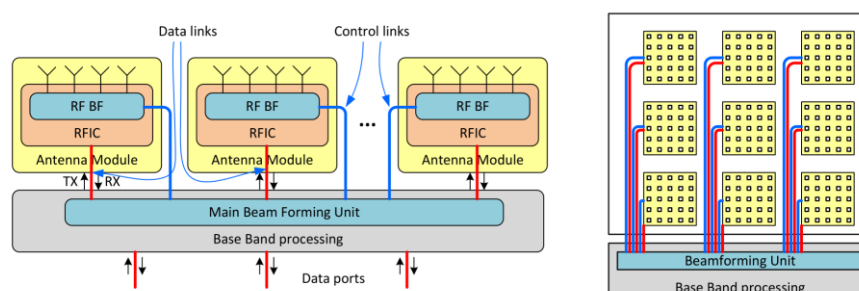 Data links
Control links
RF BF
RFIC
Antenna Module
RF BF
RFIC
Antenna Module
...
RF BF
RFIC
Antenna Module
TX
RX
Main Beam Forming Unit
Base Band processing
Data ports
Beamforming Unit
Base Band processing